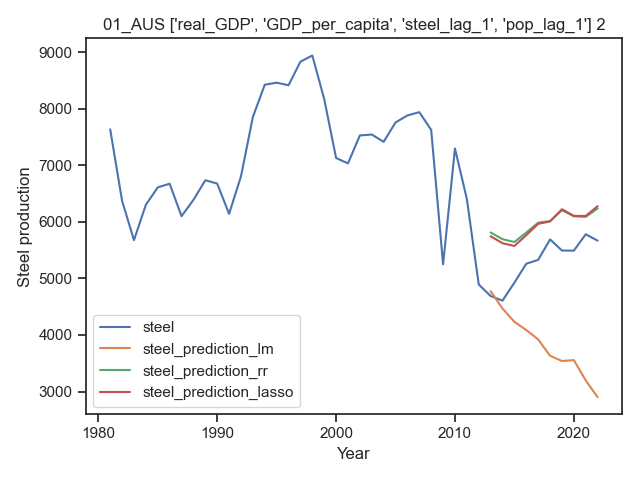 01_AUS ['real_GDP', 'GDP_per_capita', 'steel_lag_1', 'pop_lag_1'] 2
Steel production
9000
8000
7000
6000
5000
4000
3000
steel
steel_prediction_lm
steel_prediction_rr
steel_prediction_lasso
1980 1990 2000 2010 2020
Year